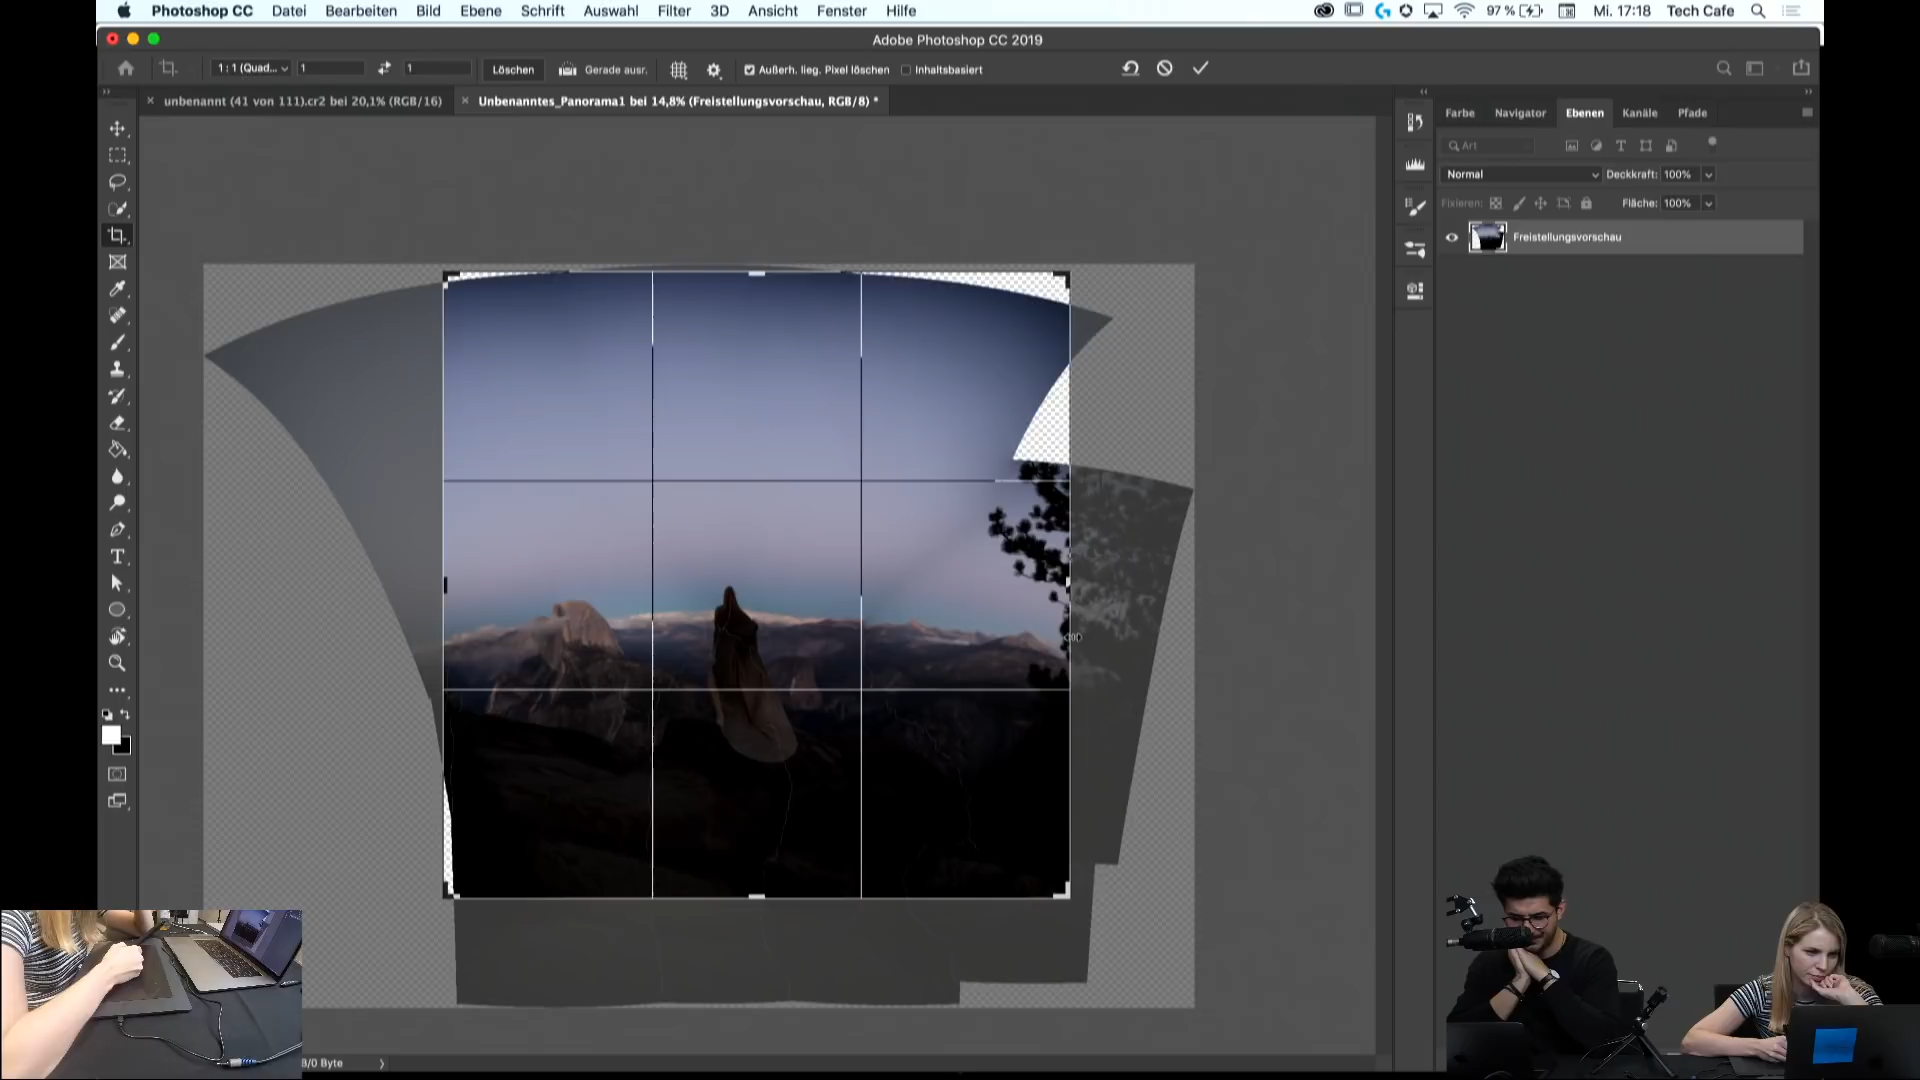 Photoshop CC Datei Bearbeiten Bild Ebene Schrift Auswahl Filter 3D Ansicht Fenster Hilfe 97 % Mi. 17:18 Tech Cafe
Adobe Photoshop CC 2019
1 : 1 (Quad... 1 1 Löschen Gerade ausr. Außerh. lieg. Pixel löschen Inhaltsbasiert
unbenannt (41 von 111).cr2 bei 20,1% (RGB/16) Unbenanntes_Panorama1 bei 14,8% (Freistellungsvorschau, RGB/8) *
Farbe Navigator Ebenen Kanäle Pfade
Art
Normal Deckkraft: 100%
Fixieren: Fläche: 100%
Freistellungsvorschau
B/0 Byte